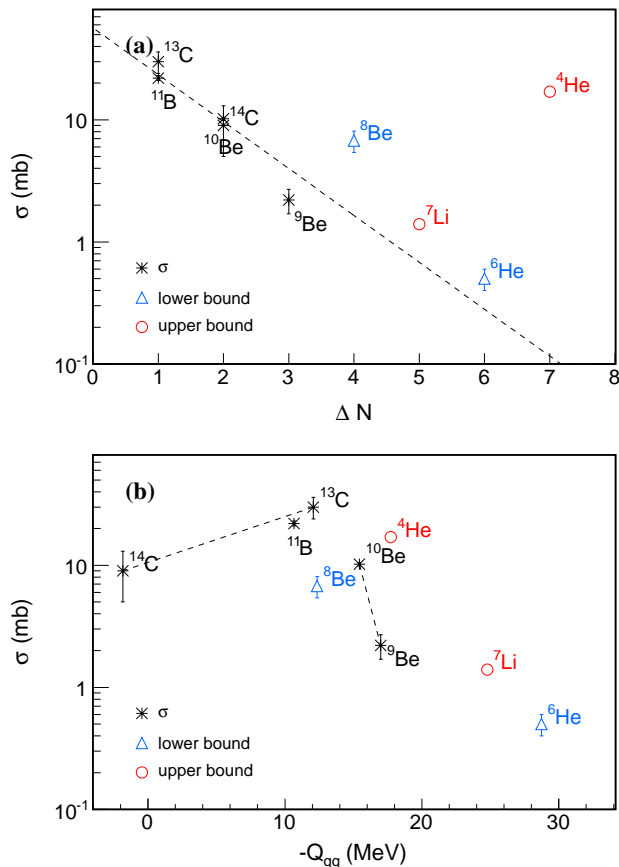 (a)
¹³C
¹¹B
¹⁴C
¹⁰Be
⁹Be
⁸Be
⁷Li
⁶He
⁴He
10
1
10⁻¹
σ (mb)
σ
lower bound
upper bound
0 1 2 3 4 5 6 7 8
Δ N
(b)
¹⁴C
¹³C
¹¹B
⁸Be
⁴He
¹⁰Be
⁹Be
⁷Li
⁶He
10
1
10⁻¹
σ (mb)
σ
lower bound
upper bound
0 10 20 30
-Q_gg (MeV)